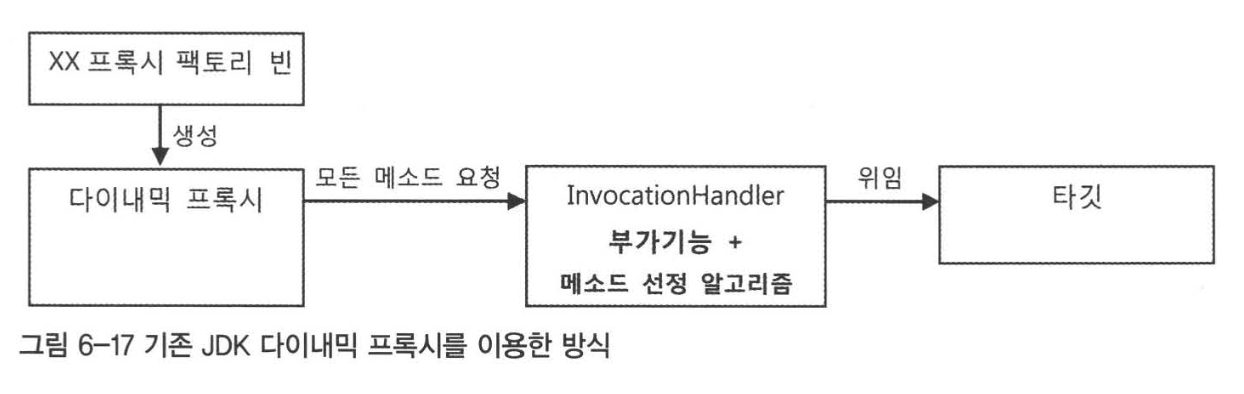 XX 프록시 팩토리 빈
생성
다이내믹 프록시
모든 메소드 요청
InvocationHandler
부가기능 +
메소드 선정 알고리즘
위임
타깃
그림 6-17 기존 JDK 다이내믹 프록시를 이용한 방식